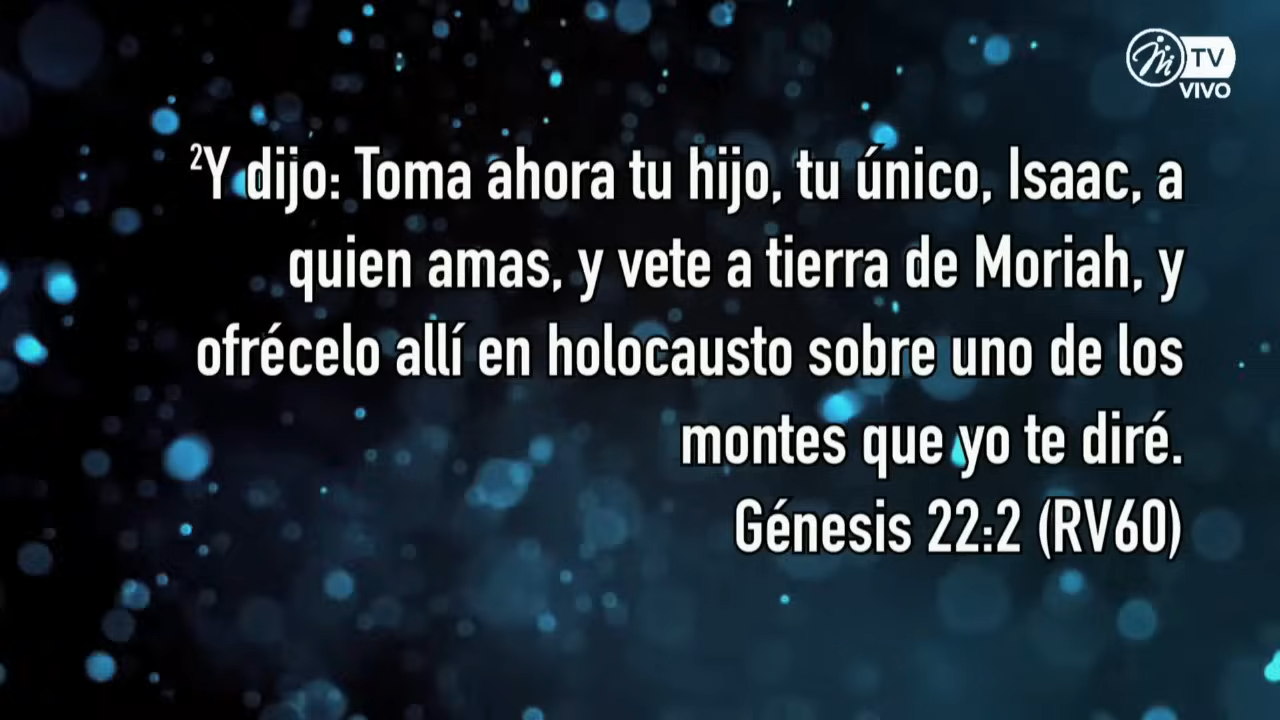 TV
VIVO
²Y dijo: Toma ahora tu hijo, tu único, Isaac, a
quien amas, y vete a tierra de Moriah, y
ofrécelo allí en holocausto sobre uno de los
montes que yo te diré.
Génesis 22:2 (RV60)